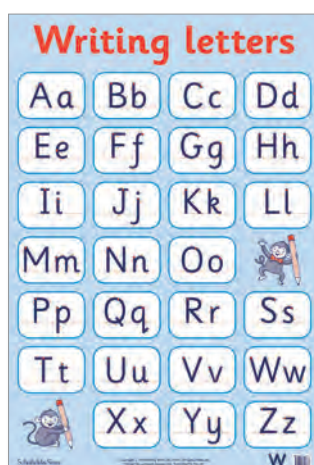 Writing letters
Aa Bb Cc Dd
Ee Ff Gg Hh
Ii Jj Kk Ll
Mm Nn Oo
Pp Qq Rr Ss
Tt Uu Vv Ww
Xx Yy Zz
W